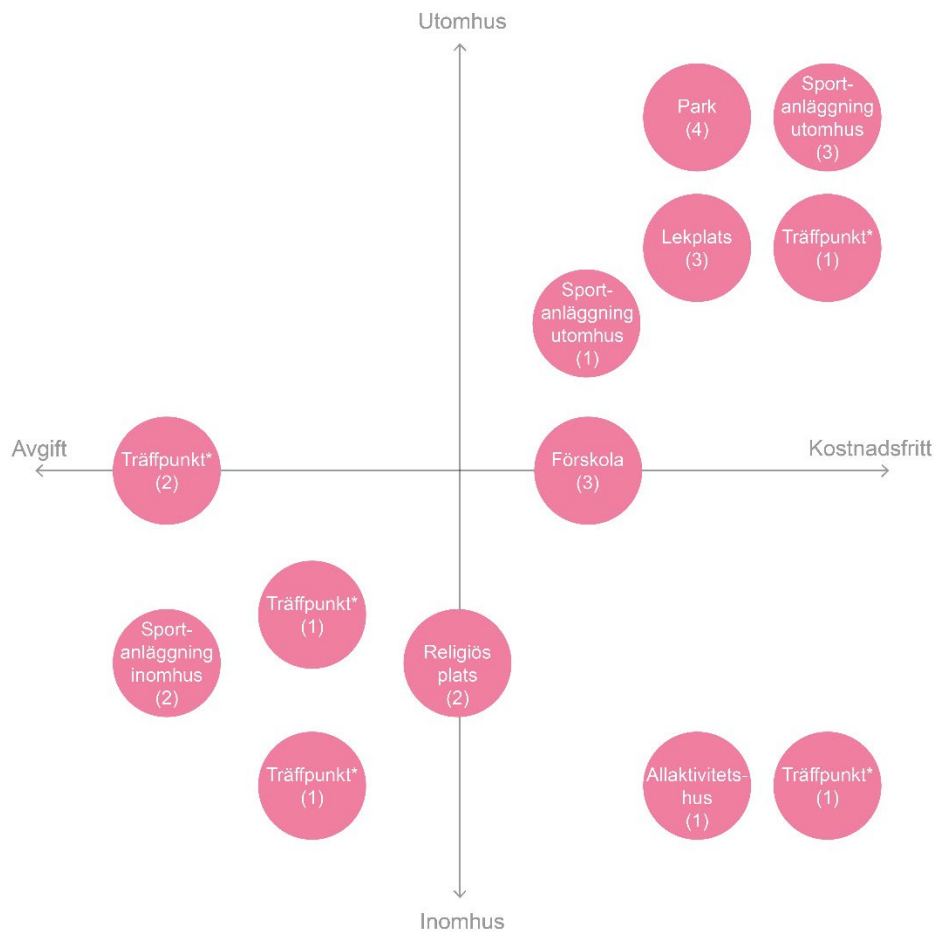 Utomhus
Park
(4)
Sport-
anläggning
utomhus
(3)
Lekplats
(3)
Träffpunkt*
(1)
Sport-
anläggning
utomhus
(1)
Avgift
Kostnadsfritt
Träffpunkt*
(2)
Förskola
(3)
Träffpunkt*
(1)
Sport-
anläggning
inomhus
(2)
Religiös
plats
(2)
Träffpunkt*
(1)
Allaktivitets-
hus
(1)
Träffpunkt*
(1)
Inomhus